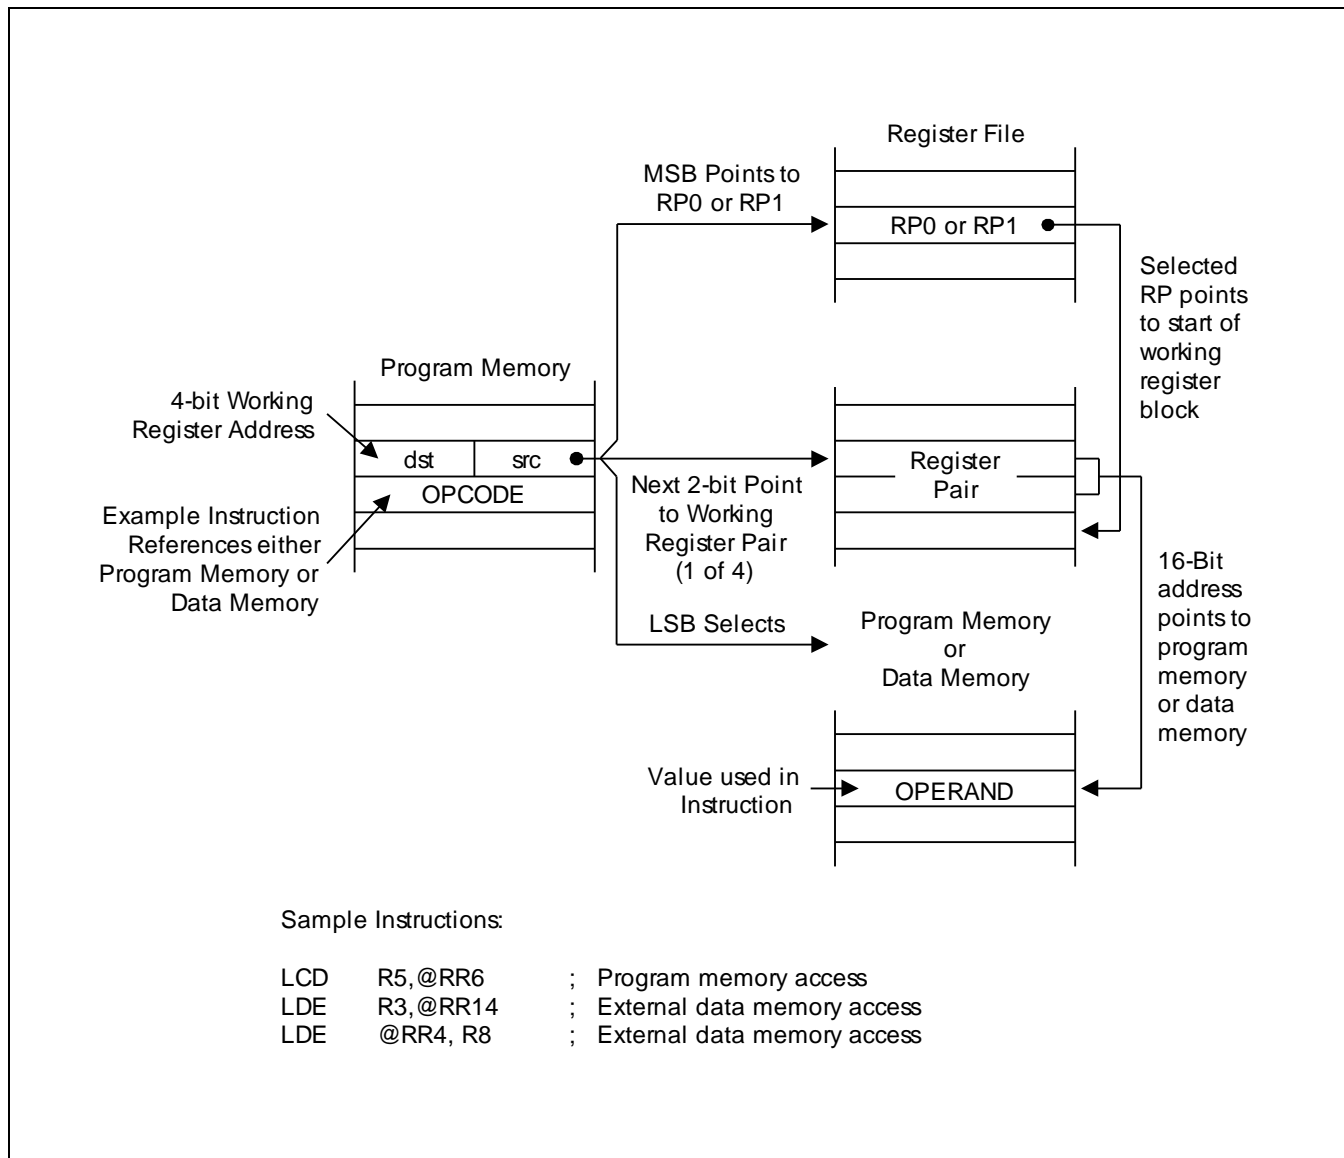 Register File
MSB Points to
RP0 or RP1
RP0 or RP1
Selected
RP points
to start of
working
register
block
Program Memory
4-bit Working
Register Address
dst src
OPCODE
Example Instruction
References either
Program Memory or
Data Memory
Next 2-bit Point
to Working
Register Pair
(1 of 4)
Register
Pair
LSB Selects
Program Memory
or
Data Memory
16-Bit
address
points to
program
memory
or data
memory
Value used in
Instruction
OPERAND
Sample Instructions:
LCD R5,@RR6 ; Program memory access
LDE R3,@RR14 ; External data memory access
LDE @RR4, R8 ; External data memory access